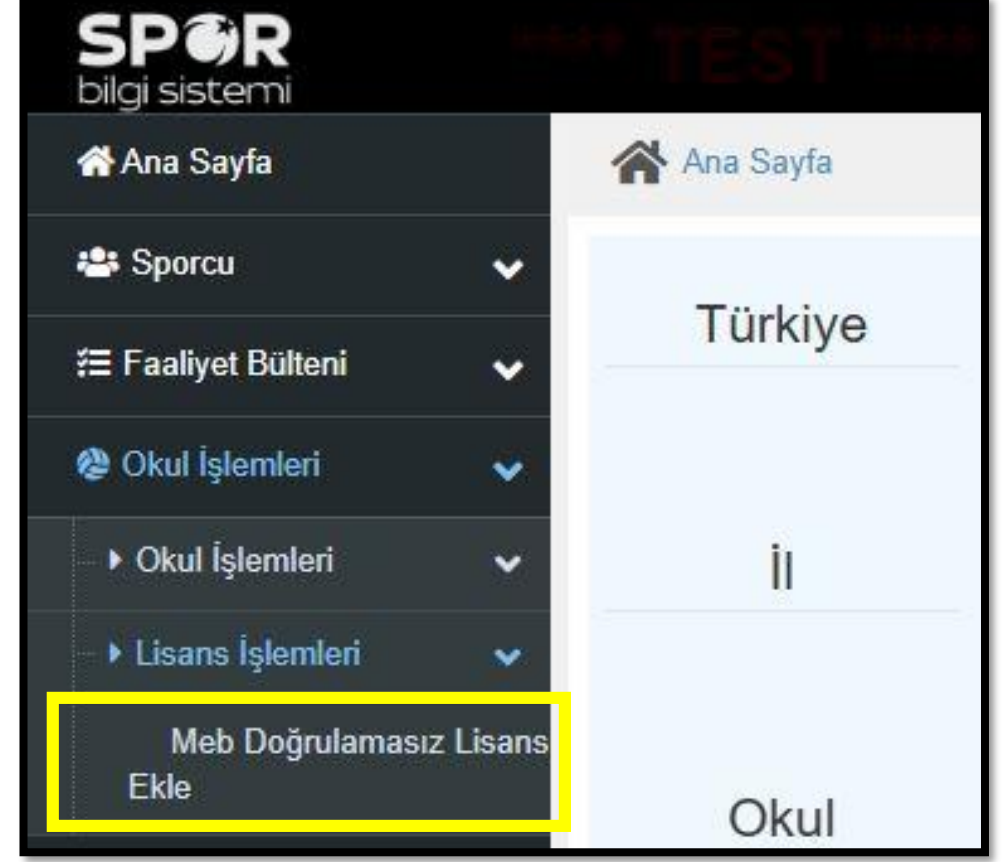 SPOR
bilgi sistemi
TEST
Ana Sayfa
Ana Sayfa
Sporcu
Faaliyet Bülteni
Okul İşlemleri
Okul İşlemleri
Lisans İşlemleri
Meb Doğrulamasız Lisans
Ekle
Türkiye
İl
Okul